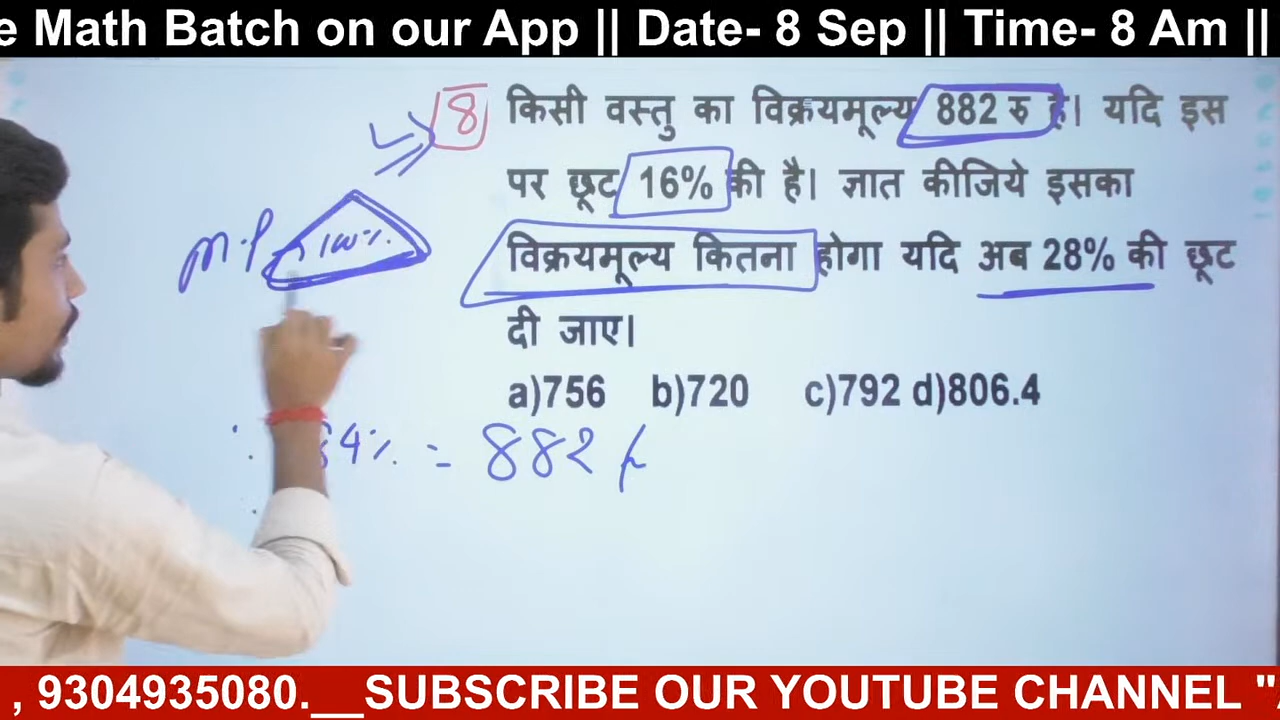 e Math Batch on our App || Date- 8 Sep || Time- 8 Am ||
8 किसी वस्तु का विक्रयमूल्य 882 रु है। यदि इस
पर छूट 16% की है। ज्ञात कीजिये इसका
M.P 100%.
विक्रयमूल्य कितना होगा यदि अब 28% की छूट
दी जाए।
a)756 b)720 c)792 d)806.4
84%. = 882
, 9304935080.__SUBSCRIBE OUR YOUTUBE CHANNEL "